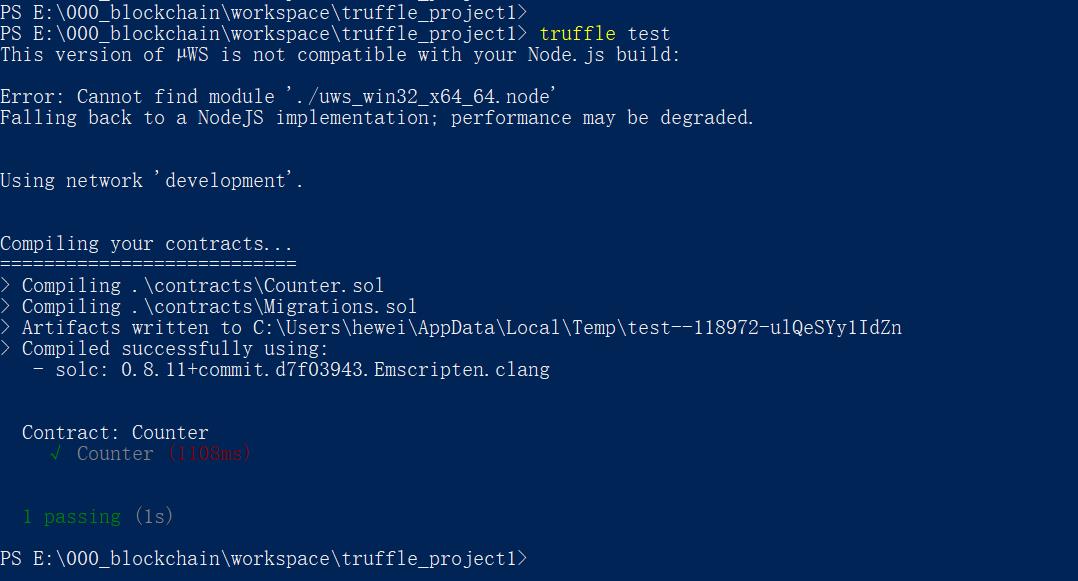 PS E:\000_blockchain\workspace\truffle_project1>
PS E:\000_blockchain\workspace\truffle_project1> truffle test
This version of µWS is not compatible with your Node.js build:
Error: Cannot find module './uws_win32_x64_64.node'
Falling back to a NodeJS implementation; performance may be degraded.
Using network 'development'.
Compiling your contracts...
===========================
> Compiling .\contracts\Counter.sol
> Compiling .\contracts\Migrations.sol
> Artifacts written to C:\Users\hewei\AppData\Local\Temp\test--118972-ulQeSYy1IdZn
> Compiled successfully using:
- solc: 0.8.11+commit.d7f03943.Emscripten.clang
Contract: Counter
√ Counter (1108ms)
1 passing (1s)
PS E:\000_blockchain\workspace\truffle_project1>